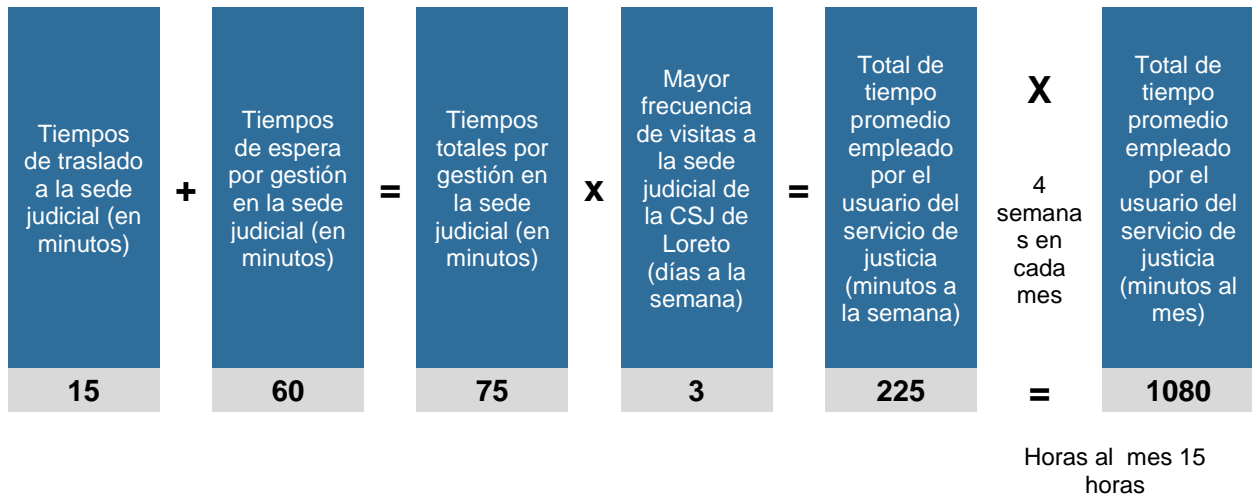 Tiempos
de traslado
a la sede
judicial (en
minutos)
15
+
Tiempos
de espera
por gestión
en la sede
judicial (en
minutos)
60
=
Tiempos
totales por
gestión en
la sede
judicial (en
minutos)
75
x
Mayor
frecuencia
de visitas a
la sede
judicial de
la CSJ de
Loreto
(días a la
semana)
3
=
Total de
tiempo
promedio
empleado
por el
usuario del
servicio de
justicia
(minutos a
la semana)
225
X
4
semana
s en
cada
mes
=
Total de
tiempo
promedio
empleado
por el
usuario del
servicio de
justicia
(minutos al
mes)
1080
Horas al mes 15
horas